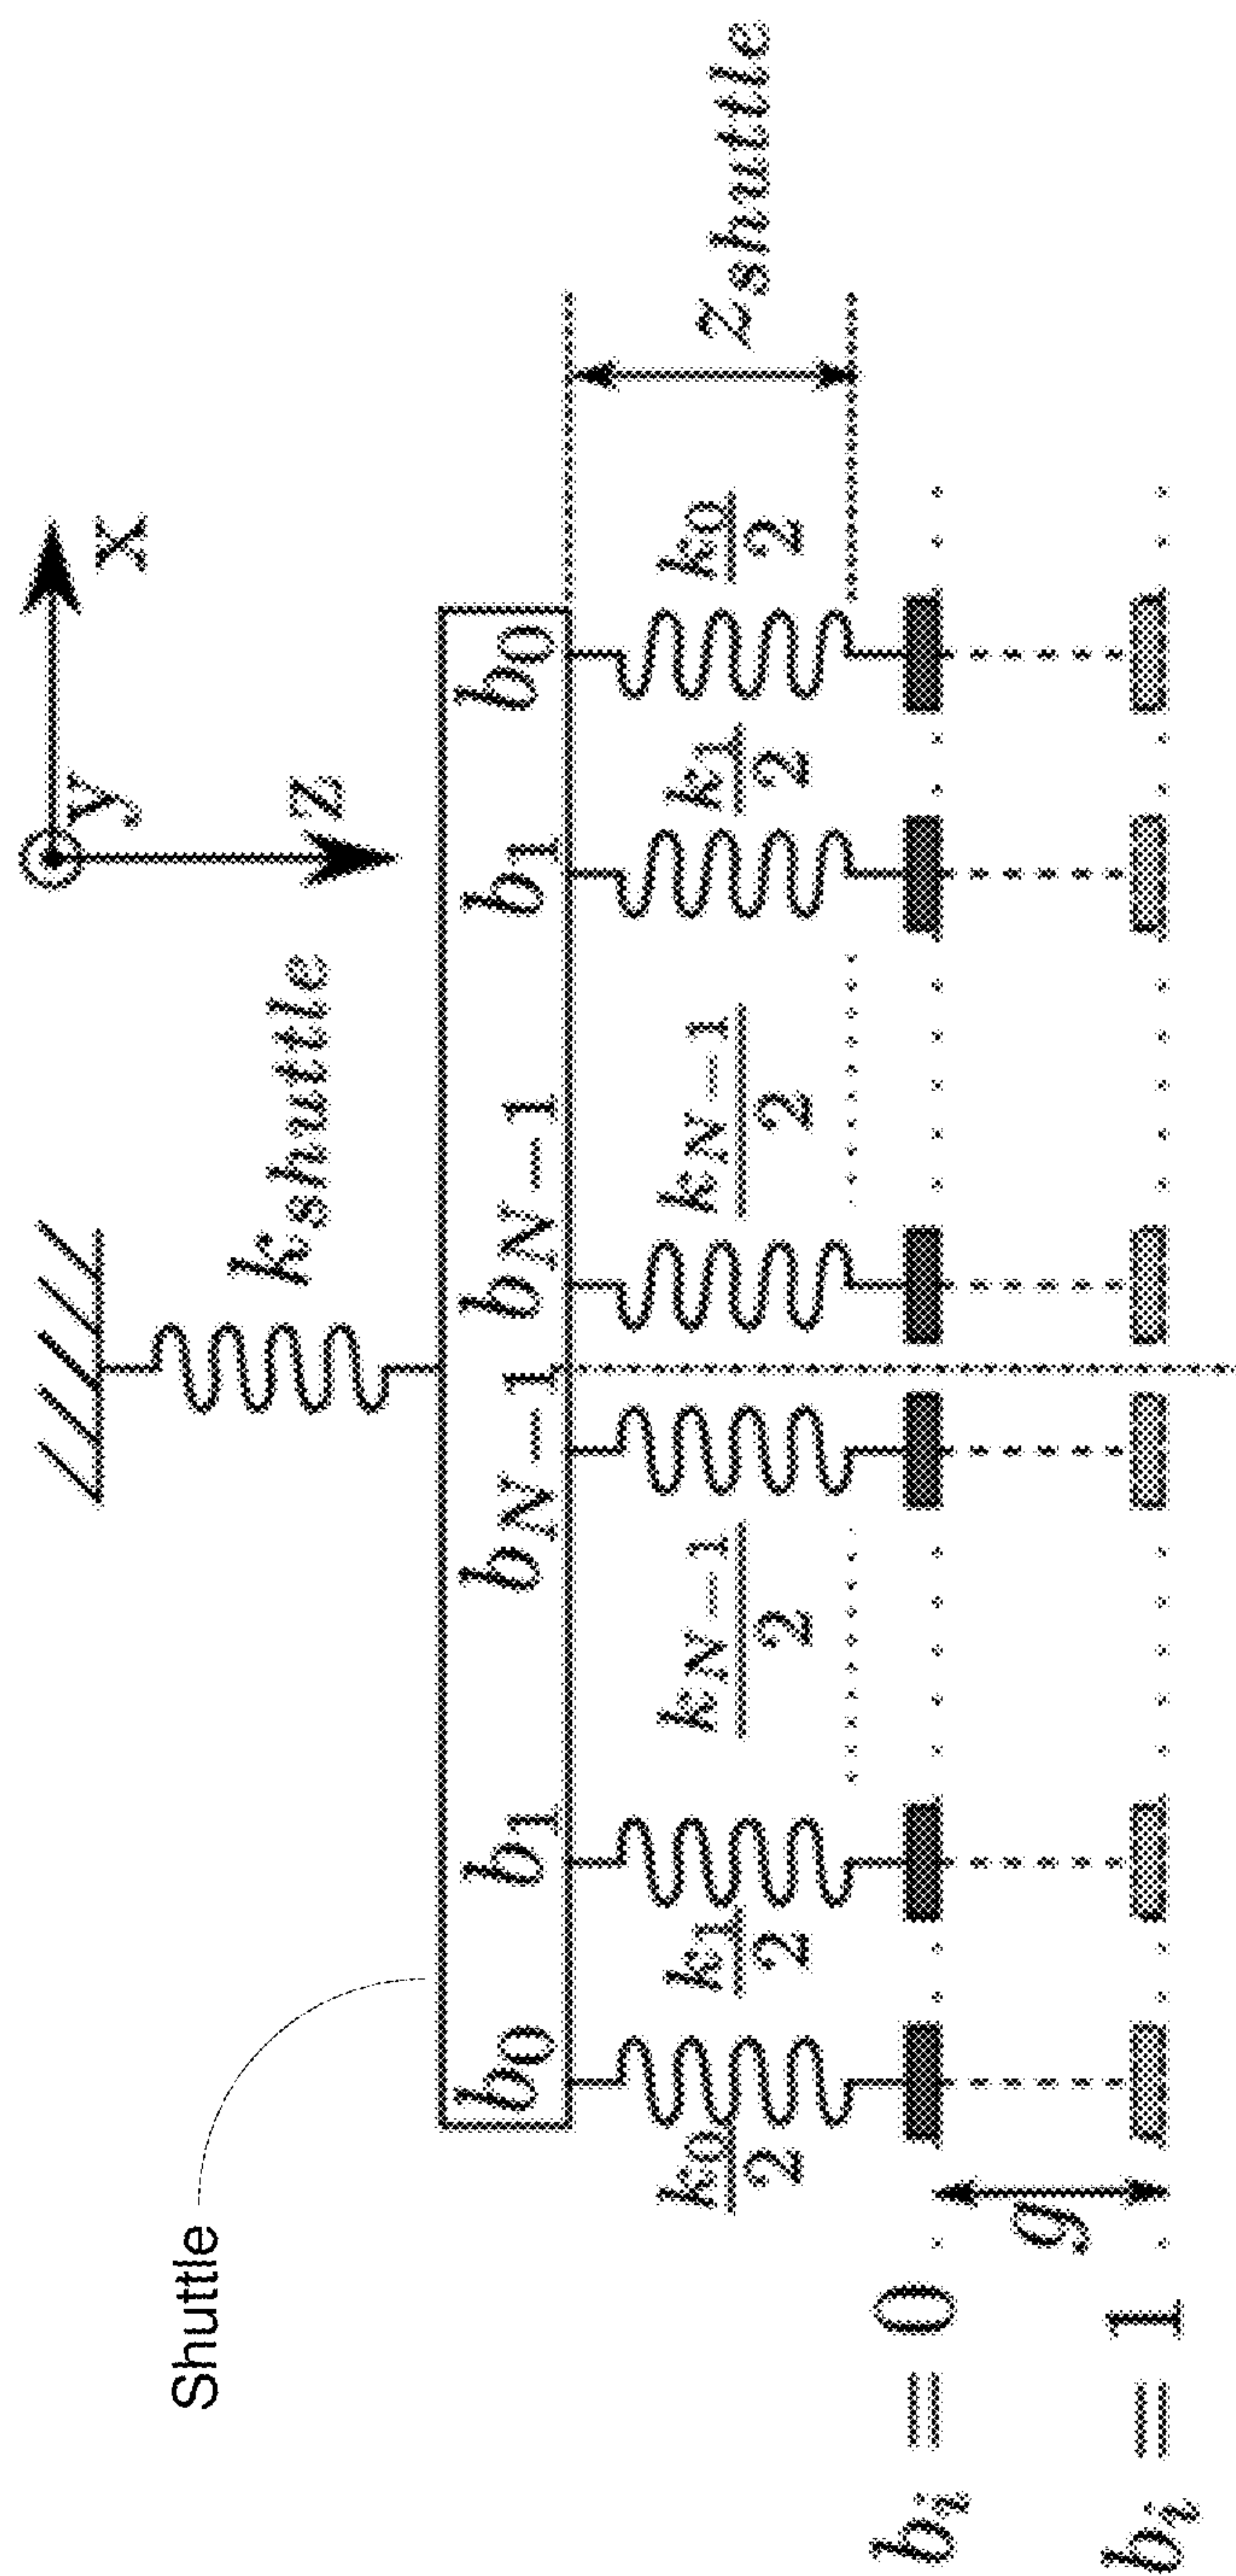 k_shuttle
y
x
z
Shuttle
b_0
b_1
b_{N-1}
b_{N-1}
b_1
b_0
k_0/2
k_1/2
k_{N-1}/2
k_{N-1}/2
k_1/2
k_0/2
z_shuttle
b_i = 0
g
b_i = 1